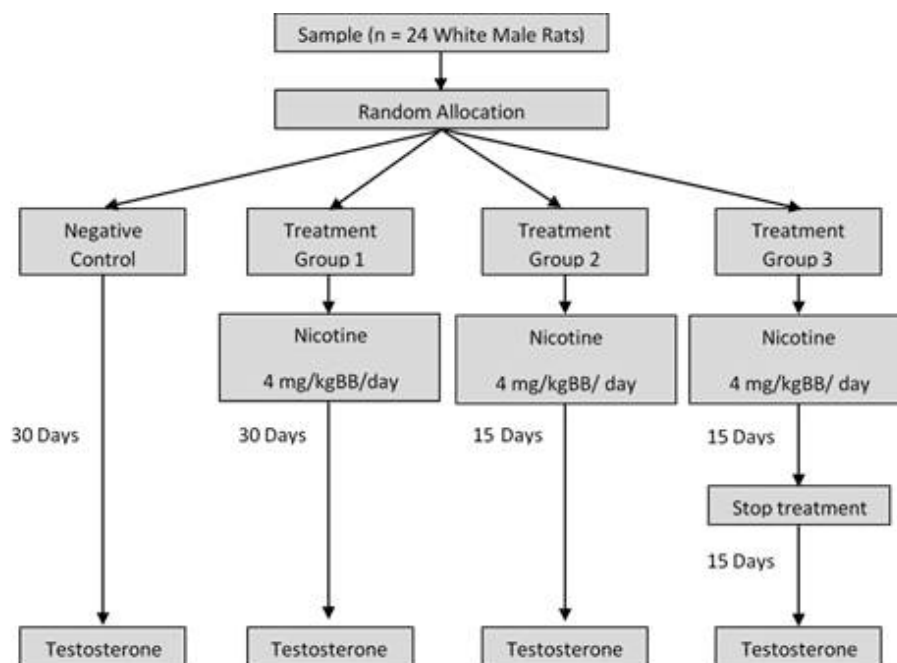 Sample (n = 24 White Male Rats)
Random Allocation
Negative
Control
Treatment
Group 1
Treatment
Group 2
Treatment
Group 3
Nicotine
4 mg/kgBB/day
Nicotine
4 mg/kgBB/ day
Nicotine
4 mg/kgBB/ day
30 Days
30 Days
15 Days
15 Days
Stop treatment
15 Days
Testosterone
Testosterone
Testosterone
Testosterone